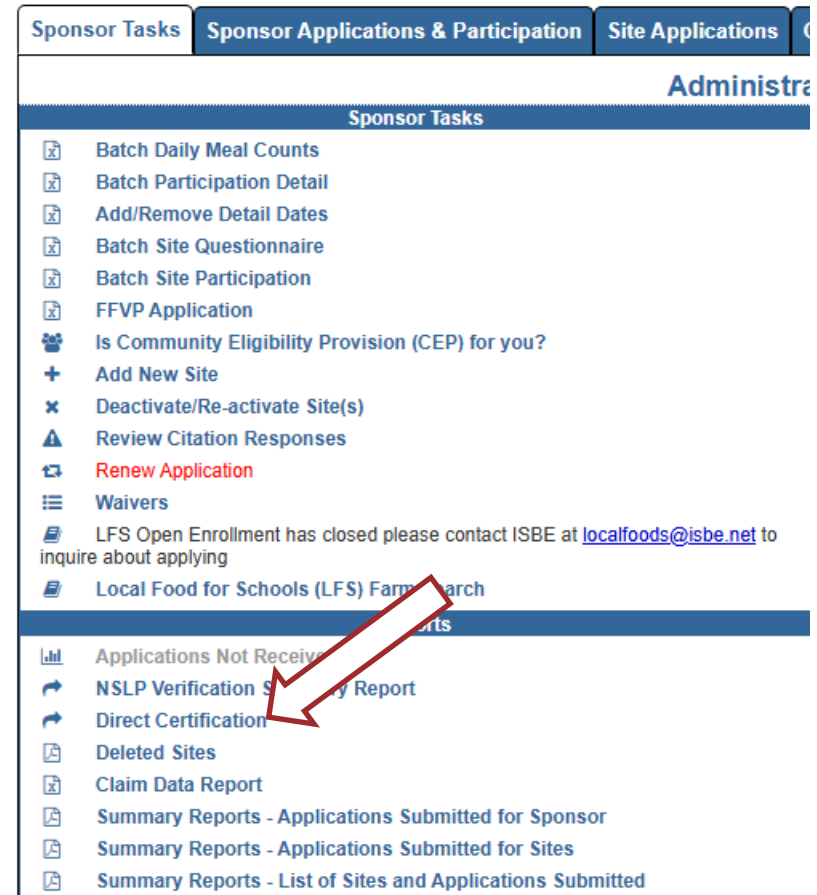 Sponsor Tasks Sponsor Applications & Participation Site Applications
Administra
Sponsor Tasks
Batch Daily Meal Counts
Batch Participation Detail
Add/Remove Detail Dates
Batch Site Questionnaire
Batch Site Participation
FFVP Application
Is Community Eligibility Provision (CEP) for you?
Add New Site
Deactivate/Re-activate Site(s)
Review Citation Responses
Renew Application
Waivers
LFS Open Enrollment has closed please contact ISBE at localfoods@isbe.net to
inquire about applying
Local Food for Schools (LFS) Farm arch
rts
Applications Not Receive
NSLP Verification S y Report
Direct Certification
Deleted Sites
Claim Data Report
Summary Reports - Applications Submitted for Sponsor
Summary Reports - Applications Submitted for Sites
Summary Reports - List of Sites and Applications Submitted